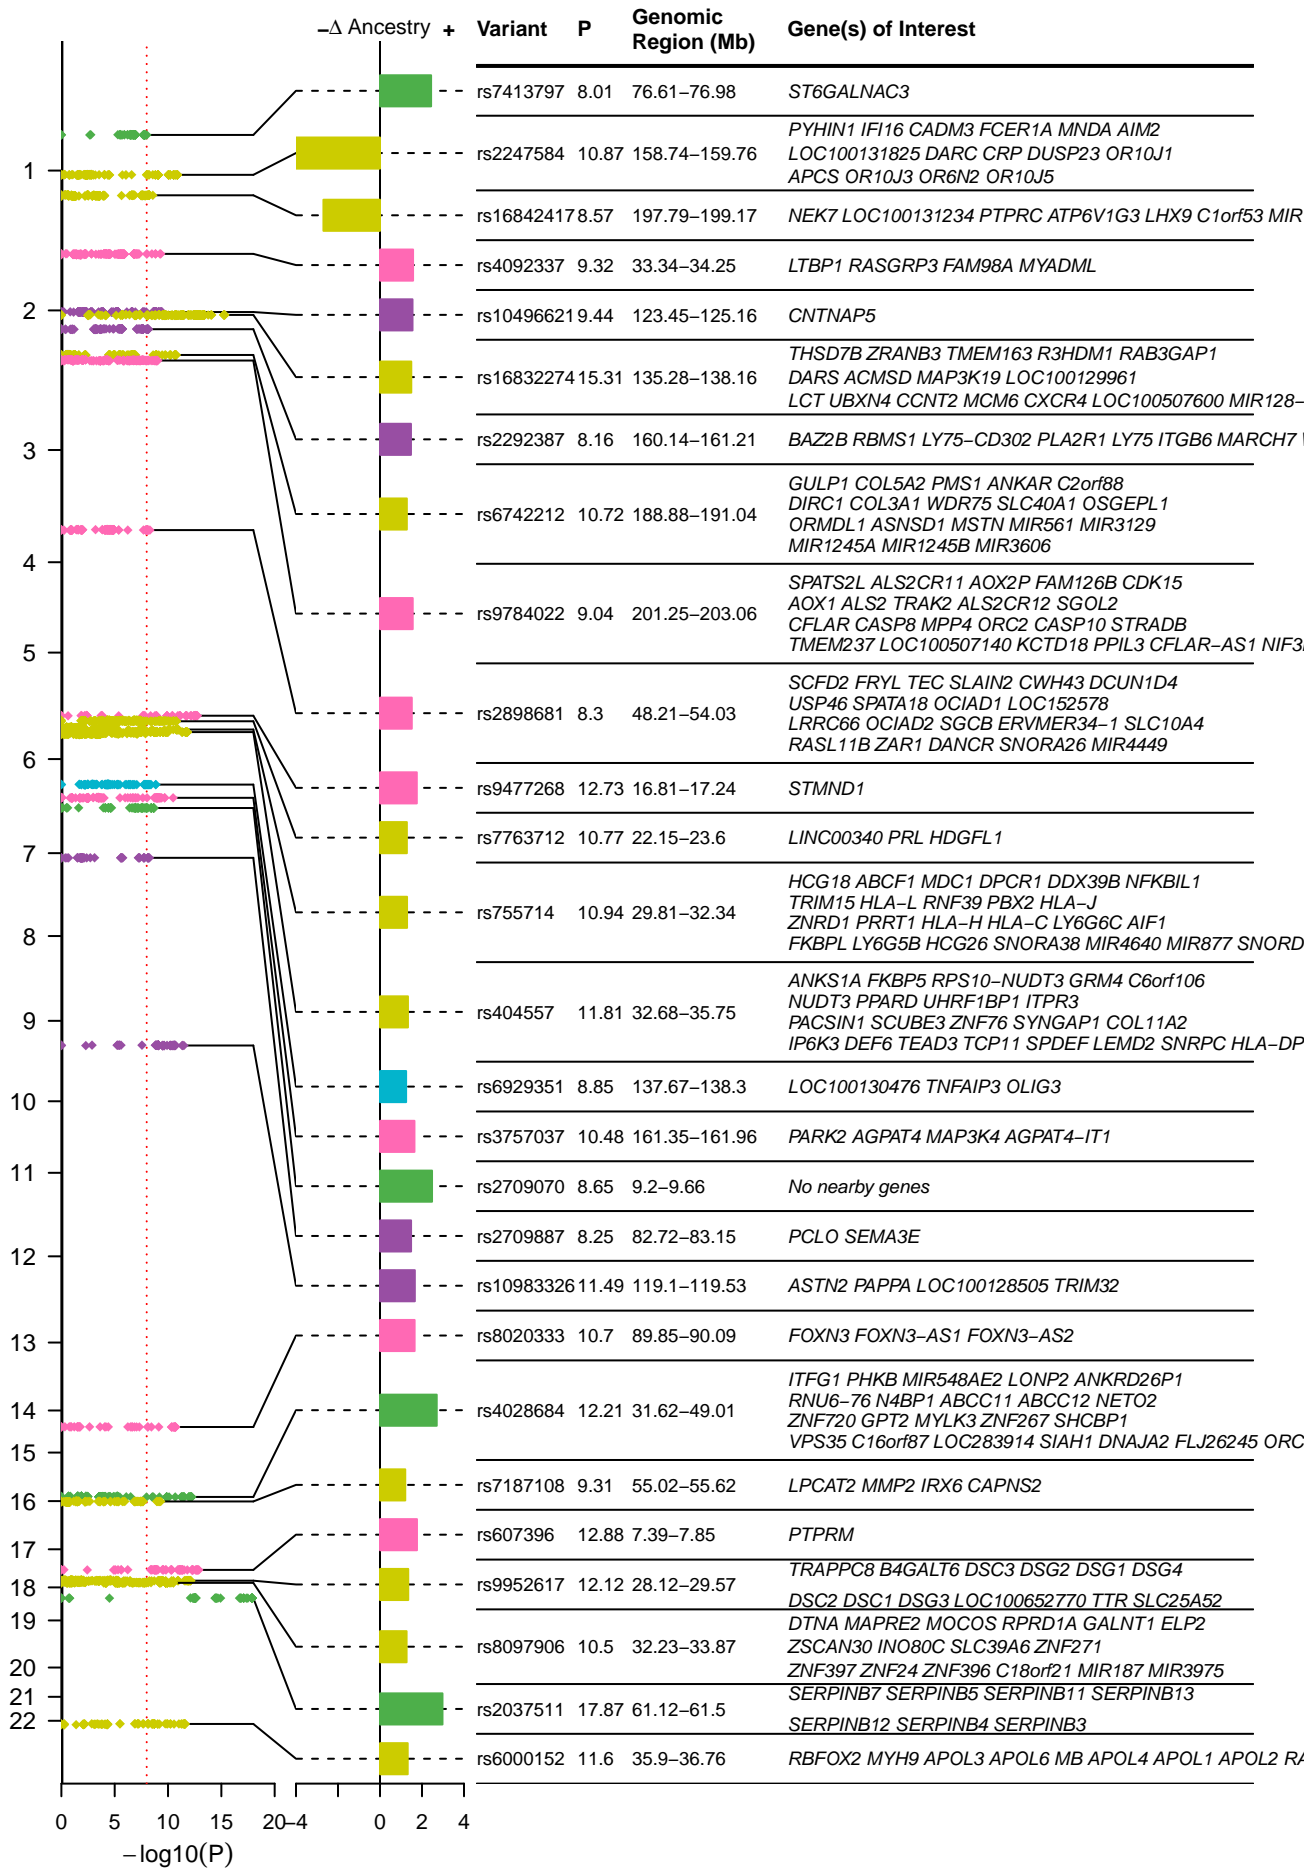 −Δ Ancestry +
Variant P Genomic Region (Mb) Gene(s) of Interest
rs7413797 8.01 76.61−76.98 ST6GALNAC3
PYHIN1 IFI16 CADM3 FCER1A MNDA AIM2
rs2247584 10.87 158.74−159.76 LOC100131825 DARC CRP DUSP23 OR10J1
APCS OR10J3 OR6N2 OR10J5
rs16842417 8.57 197.79−199.17 NEK7 LOC100131234 PTPRC ATP6V1G3 LHX9 C1orf53 MIR
rs4092337 9.32 33.34−34.25 LTBP1 RASGRP3 FAM98A MYADML
rs10496621 9.44 123.45−125.16 CNTNAP5
THSD7B ZRANB3 TMEM163 R3HDM1 RAB3GAP1
rs16832274 15.31 135.28−138.16 DARS ACMSD MAP3K19 LOC100129961
LCT UBXN4 CCNT2 MCM6 CXCR4 LOC100507600 MIR128−
rs2292387 8.16 160.14−161.21 BAZ2B RBMS1 LY75−CD302 PLA2R1 LY75 ITGB6 MARCH7
GULP1 COL5A2 PMS1 ANKAR C2orf88
DIRC1 COL3A1 WDR75 SLC40A1 OSGEPL1
rs6742212 10.72 188.88−191.04
ORMDL1 ASNSD1 MSTN MIR561 MIR3129
MIR1245A MIR1245B MIR3606
SPATS2L ALS2CR11 AOX2P FAM126B CDK15
AOX1 ALS2 TRAK2 ALS2CR12 SGOL2
rs9784022 9.04 201.25−203.06
CFLAR CASP8 MPP4 ORC2 CASP10 STRADB
TMEM237 LOC100507140 KCTD18 PPIL3 CFLAR−AS1 NIF3
SCFD2 FRYL TEC SLAIN2 CWH43 DCUN1D4
USP46 SPATA18 OCIAD1 LOC152578
rs2898681 8.3 48.21−54.03
LRRC66 OCIAD2 SGCB ERVMER34−1 SLC10A4
RASL11B ZAR1 DANCR SNORA26 MIR4449
rs9477268 12.73 16.81−17.24 STMND1
rs7763712 10.77 22.15−23.6 LINC00340 PRL HDGFL1
HCG18 ABCF1 MDC1 DPCR1 DDX39B NFKBIL1
TRIM15 HLA−L RNF39 PBX2 HLA−J
rs755714 10.94 29.81−32.34
ZNRD1 PRRT1 HLA−H HLA−C LY6G6C AIF1
FKBPL LY6G5B HCG26 SNORA38 MIR4640 MIR877 SNORD
ANKS1A FKBP5 RPS10−NUDT3 GRM4 C6orf106
NUDT3 PPARD UHRF1BP1 ITPR3
rs404557 11.81 32.68−35.75
PACSIN1 SCUBE3 ZNF76 SYNGAP1 COL11A2
IP6K3 DEF6 TEAD3 TCP11 SPDEF LEMD2 SNRPC HLA−DP
rs6929351 8.85 137.67−138.3 LOC100130476 TNFAIP3 OLIG3
rs3757037 10.48 161.35−161.96 PARK2 AGPAT4 MAP3K4 AGPAT4−IT1
rs2709070 8.65 9.2−9.66 No nearby genes
rs2709887 8.25 82.72−83.15 PCLO SEMA3E
rs10983326 11.49 119.1−119.53 ASTN2 PAPPA LOC100128505 TRIM32
rs8020333 10.7 89.85−90.09 FOXN3 FOXN3−AS1 FOXN3−AS2
ITFG1 PHKB MIR548AE2 LONP2 ANKRD26P1
RNU6−76 N4BP1 ABCC11 ABCC12 NETO2
rs4028684 12.21 31.62−49.01
ZNF720 GPT2 MYLK3 ZNF267 SHCBP1
VPS35 C16orf87 LOC283914 SIAH1 DNAJA2 FLJ26245 ORC
rs7187108 9.31 55.02−55.62 LPCAT2 MMP2 IRX6 CAPNS2
rs607396 12.88 7.39−7.85 PTPRM
TRAPPC8 B4GALT6 DSC3 DSG2 DSG1 DSG4
rs9952617 12.12 28.12−29.57
DSC2 DSC1 DSG3 LOC100652770 TTR SLC25A52
DTNA MAPRE2 MOCOS RPRD1A GALNT1 ELP2
rs8097906 10.5 32.23−33.87 ZSCAN30 INO80C SLC39A6 ZNF271
ZNF397 ZNF24 ZNF396 C18orf21 MIR187 MIR3975
SERPINB7 SERPINB5 SERPINB11 SERPINB13
rs2037511 17.87 61.12−61.5
SERPINB12 SERPINB4 SERPINB3
rs6000152 11.6 35.9−36.76 RBFOX2 MYH9 APOL3 APOL6 MB APOL4 APOL1 APOL2 RA
1
2
3
4
5
6
7
8
9
10
11
12
13
14
15
16
17
18
19
20
21
22
0 5 10 15 20 −4 0 2 4
−log10(P)